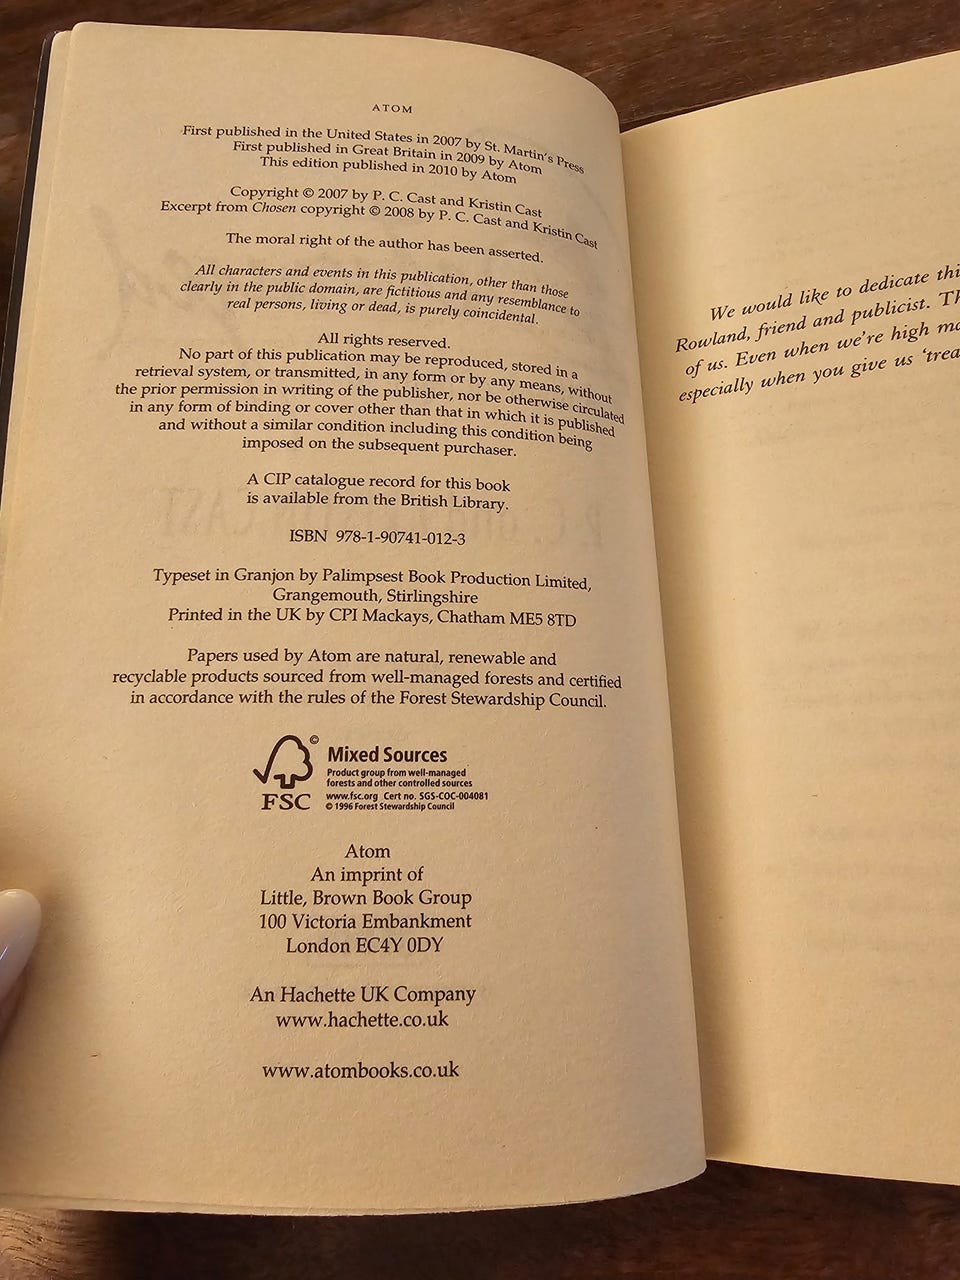 ATOM
First published in the United States in 2007 by St. Martin's Press
First published in Great Britain in 2009 by Atom
This edition published in 2010 by Atom
Copyright © 2007 by P. C. Cast and Kristin Cast
Excerpt from Chosen copyright © 2008 by P. C. Cast and Kristin Cast
The moral right of the author has been asserted.
All characters and events in this publication, other than those
clearly in the public domain, are fictitious and any resemblance to
real persons, living or dead, is purely coincidental.
All rights reserved.
No part of this publication may be reproduced, stored in a
retrieval system, or transmitted, in any form or by any means, without
the prior permission in writing of the publisher, nor be otherwise circulated
in any form of binding or cover other than that in which it is published
and without a similar condition including this condition being
imposed on the subsequent purchaser.
A CIP catalogue record for this book
is available from the British Library.
ISBN 978-1-90741-012-3
Typeset in Granjon by Palimpsest Book Production Limited,
Grangemouth, Stirlingshire
Printed in the UK by CPI Mackays, Chatham ME5 8TD
Papers used by Atom are natural, renewable and
recyclable products sourced from well-managed forests and certified
in accordance with the rules of the Forest Stewardship Council.
©
FSC
Mixed Sources
Product group from well-managed
forests and other controlled sources
www.fsc.org Cert no. SGS-COC-004081
© 1996 Forest Stewardship Council
Atom
An imprint of
Little, Brown Book Group
100 Victoria Embankment
London EC4Y 0DY
An Hachette UK Company
www.hachette.co.uk
www.atombooks.co.uk
We would like to dedicate thi
Rowland, friend and publicist. Th
of us. Even when we're high ma
especially when you give us 'trea